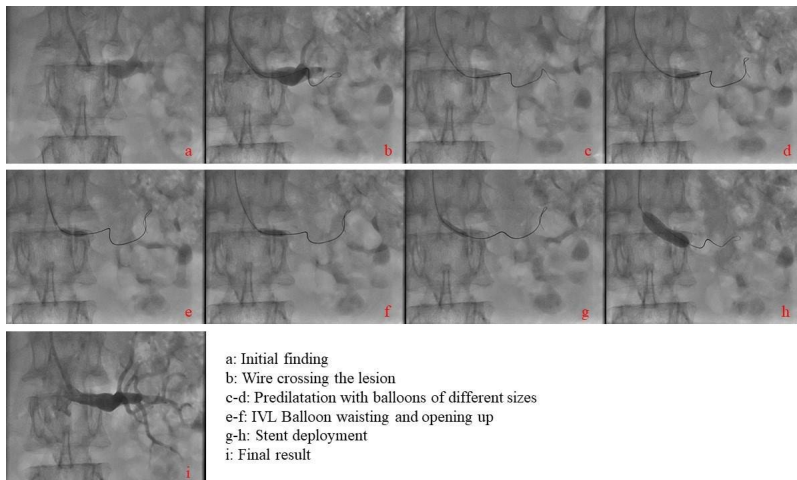 a
b
c
d
e
f
g
h
i
a: Initial finding
b: Wire crossing the lesion
c-d: Predilatation with balloons of different sizes
e-f: IVL Balloon waisting and opening up
g-h: Stent deployment
i: Final result